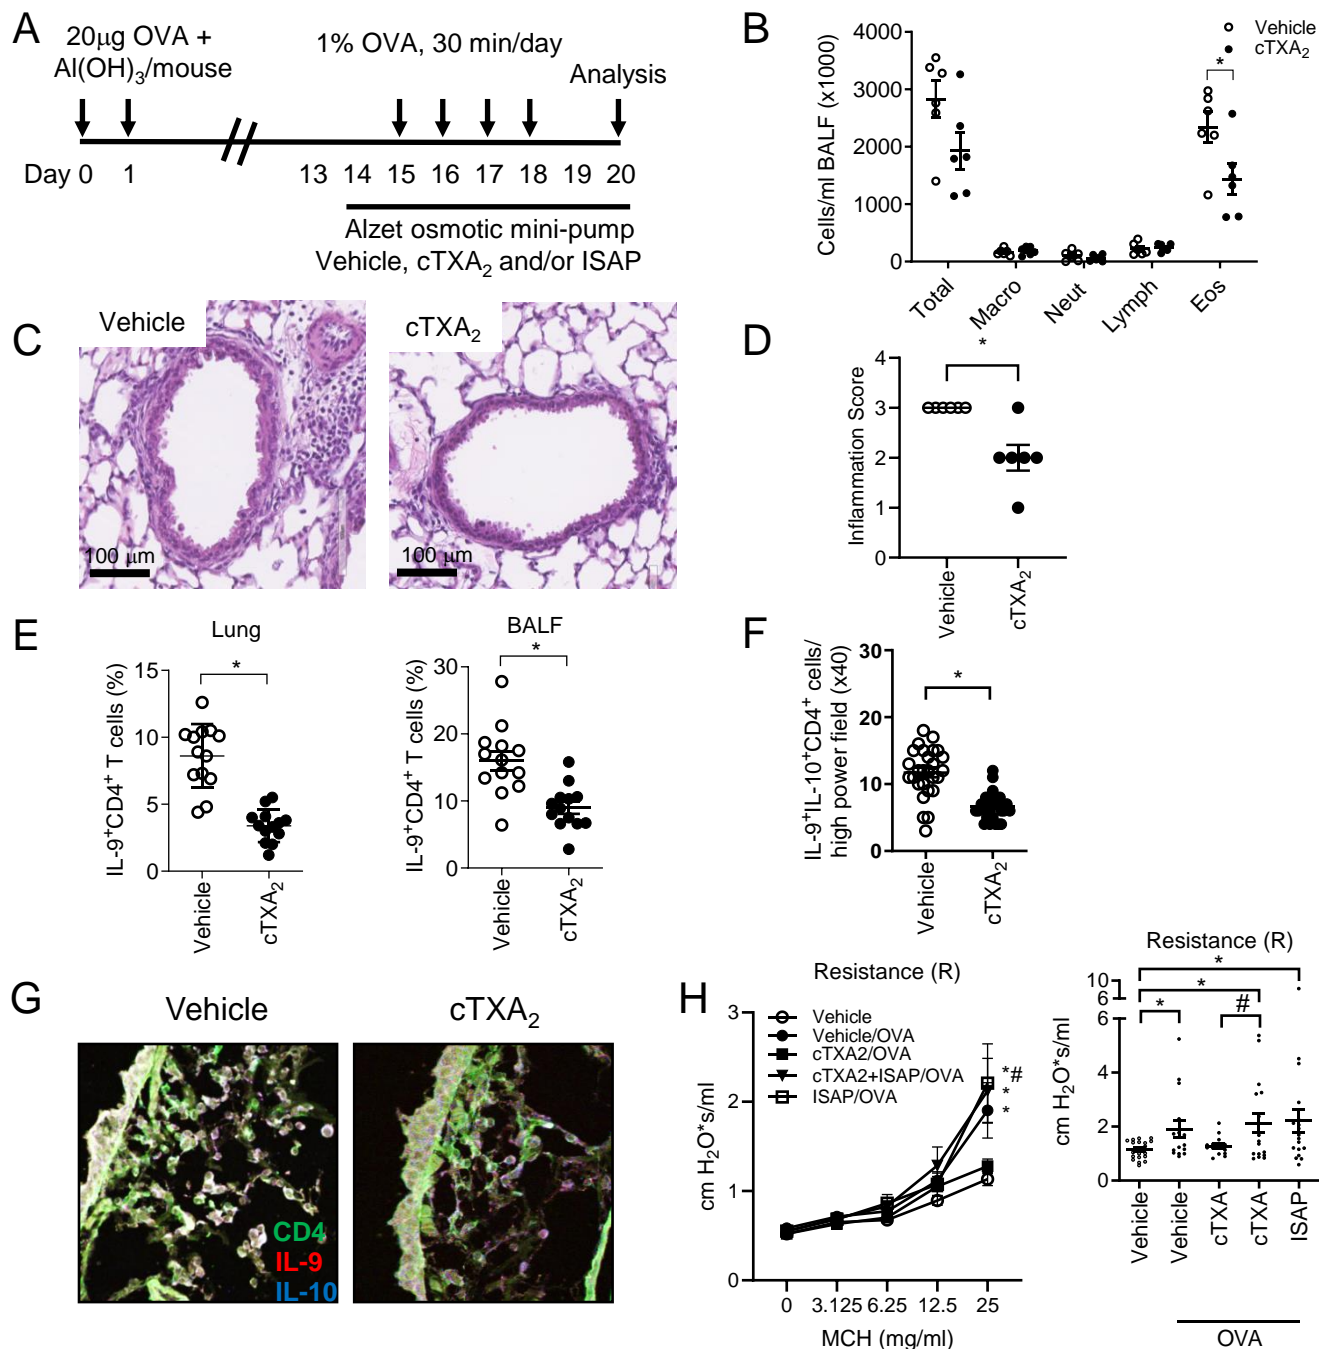 A
20μg OVA +
Al(OH)₃/mouse
1% OVA, 30 min/day
Analysis
Day 0 1 13 14 15 16 17 18 19 20
Alzet osmotic mini-pump
Vehicle, cTXA₂ and/or ISAP
B
Vehicle
cTXA₂
*
Cells/ml BALF (x1000)
4000
3000
2000
1000
0
Total Macro Neut Lymph Eos
C
Vehicle
100 μm
cTXA₂
100 μm
D
*
Inflammation Score
4
3
2
1
0
Vehicle cTXA₂
E
Lung
*
IL-9⁺CD4⁺ T cells (%)
15
10
5
0
Vehicle cTXA₂
BALF
*
IL-9⁺CD4⁺ T cells (%)
30
20
10
0
Vehicle cTXA₂
F
*
IL-9⁺IL-10⁺CD4⁺ cells/
high power field (x40)
30
20
10
0
Vehicle cTXA₂
G
Vehicle
cTXA₂
CD4
IL-9
IL-10
H
Resistance (R)
Vehicle
Vehicle/OVA
cTXA2/OVA
cTXA2+ISAP/OVA
ISAP/OVA
*#
*
*
cm H₂O*s/ml
3
2
1
0
0 3.125 6.25 12.5 25
MCH (mg/ml)
Resistance (R)
*
*
* #
cm H₂O*s/ml
10
6
6
4
2
0
Vehicle Vehicle cTXA cTXA ISAP
OVA